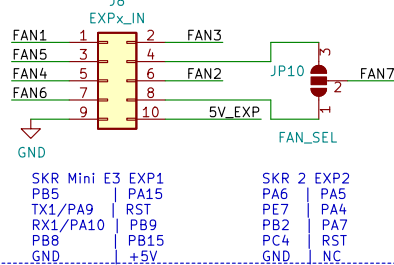 J8
EXPx_IN
FAN1 1 2 FAN3
FAN5 3 4
FAN4 5 6 FAN2
FAN6 7 8
9 10 5V_EXP
GND
JP10
3
2
1
FAN7
FAN_SEL
SKR Mini E3 EXP1
PB5 | PA15
TX1/PA9 | RST
RX1/PA10 | PB9
PB8 | PB15
GND | +5V
SKR 2 EXP2
PA6 | PA5
PE7 | PA4
PB2 | PA7
PC4 | RST
GND | NC